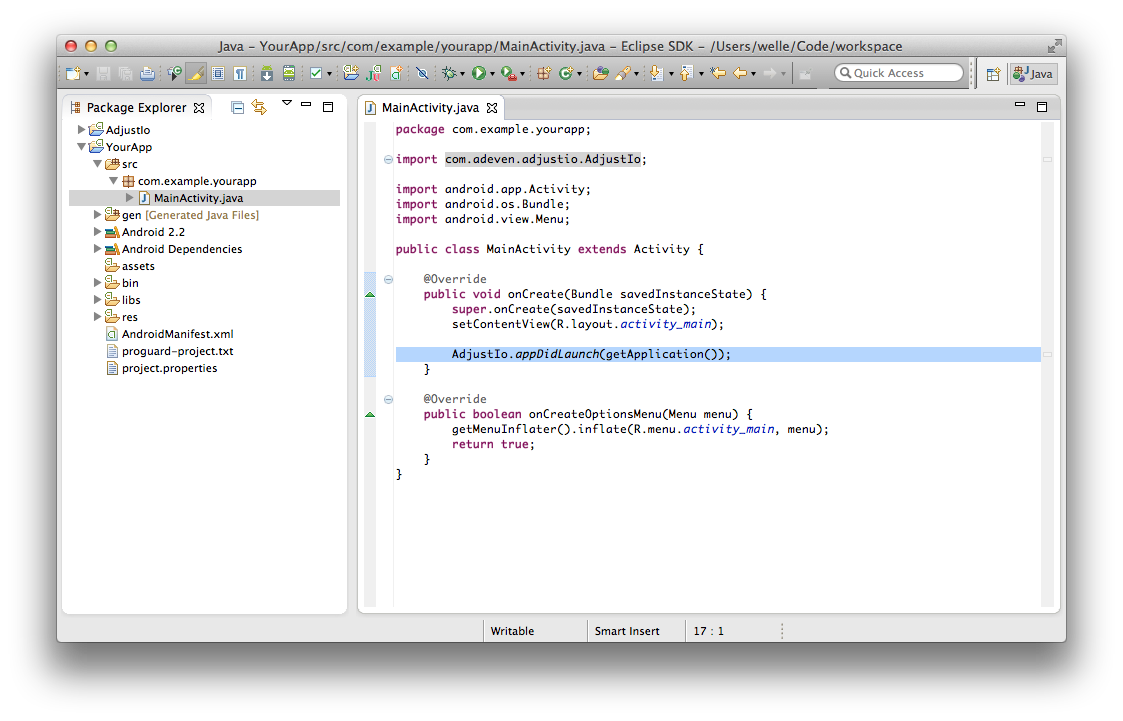 Java – YourApp/src/com/example/yourapp/MainActivity.java – Eclipse SDK – /Users/welle/Code/workspace
Quick Access
Java
Package Explorer
AdjustIo
YourApp
src
com.example.yourapp
MainActivity.java
gen [Generated Java Files]
Android 2.2
Android Dependencies
assets
bin
libs
res
AndroidManifest.xml
proguard-project.txt
project.properties
MainActivity.java
package com.example.yourapp;
import com.adeven.adjustio.AdjustIo;
import android.app.Activity;
import android.os.Bundle;
import android.view.Menu;
public class MainActivity extends Activity {
@Override
public void onCreate(Bundle savedInstanceState) {
super.onCreate(savedInstanceState);
setContentView(R.layout.activity_main);
AdjustIo.appDidLaunch(getApplication());
}
@Override
public boolean onCreateOptionsMenu(Menu menu) {
getMenuInflater().inflate(R.menu.activity_main, menu);
return true;
}
}
Writable
Smart Insert
17 : 1